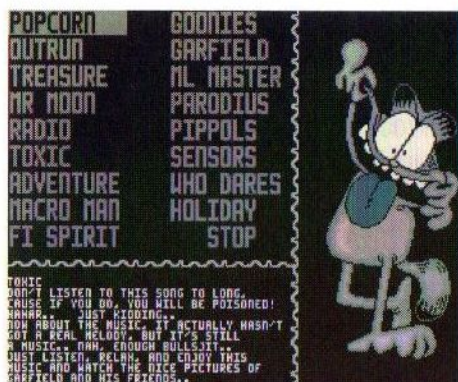 POPCORN GOONIES
OUTRUN GARFIELD
TREASURE ML MASTER
MR MOON PARODIUS
RADIO PIPPOLS
TOXIC SENSORS
ADVENTURE WHO DARES
MACRO MAN HOLIDAY
FI SPIRIT STOP
TOXIC
DON'T LISTEN TO THIS SONG TO LONG,
CAUSE IF YOU DO, YOU WILL BE POISONED!
HAHAR.. JUST KIDDING..
NOW ABOUT THE MUSIC, IT ACTUALLY HASN'T
GOT A REAL MELODY, BUT IT'S STILL
A MUSIC.. NAH, ENOUGH BULLSJIT.
JUST LISTEN, RELAX, AND ENJOY THIS
MUSIC AND WATCH THE NICE PICTURES OF
GARFIELD AND HIS FRIENDS..